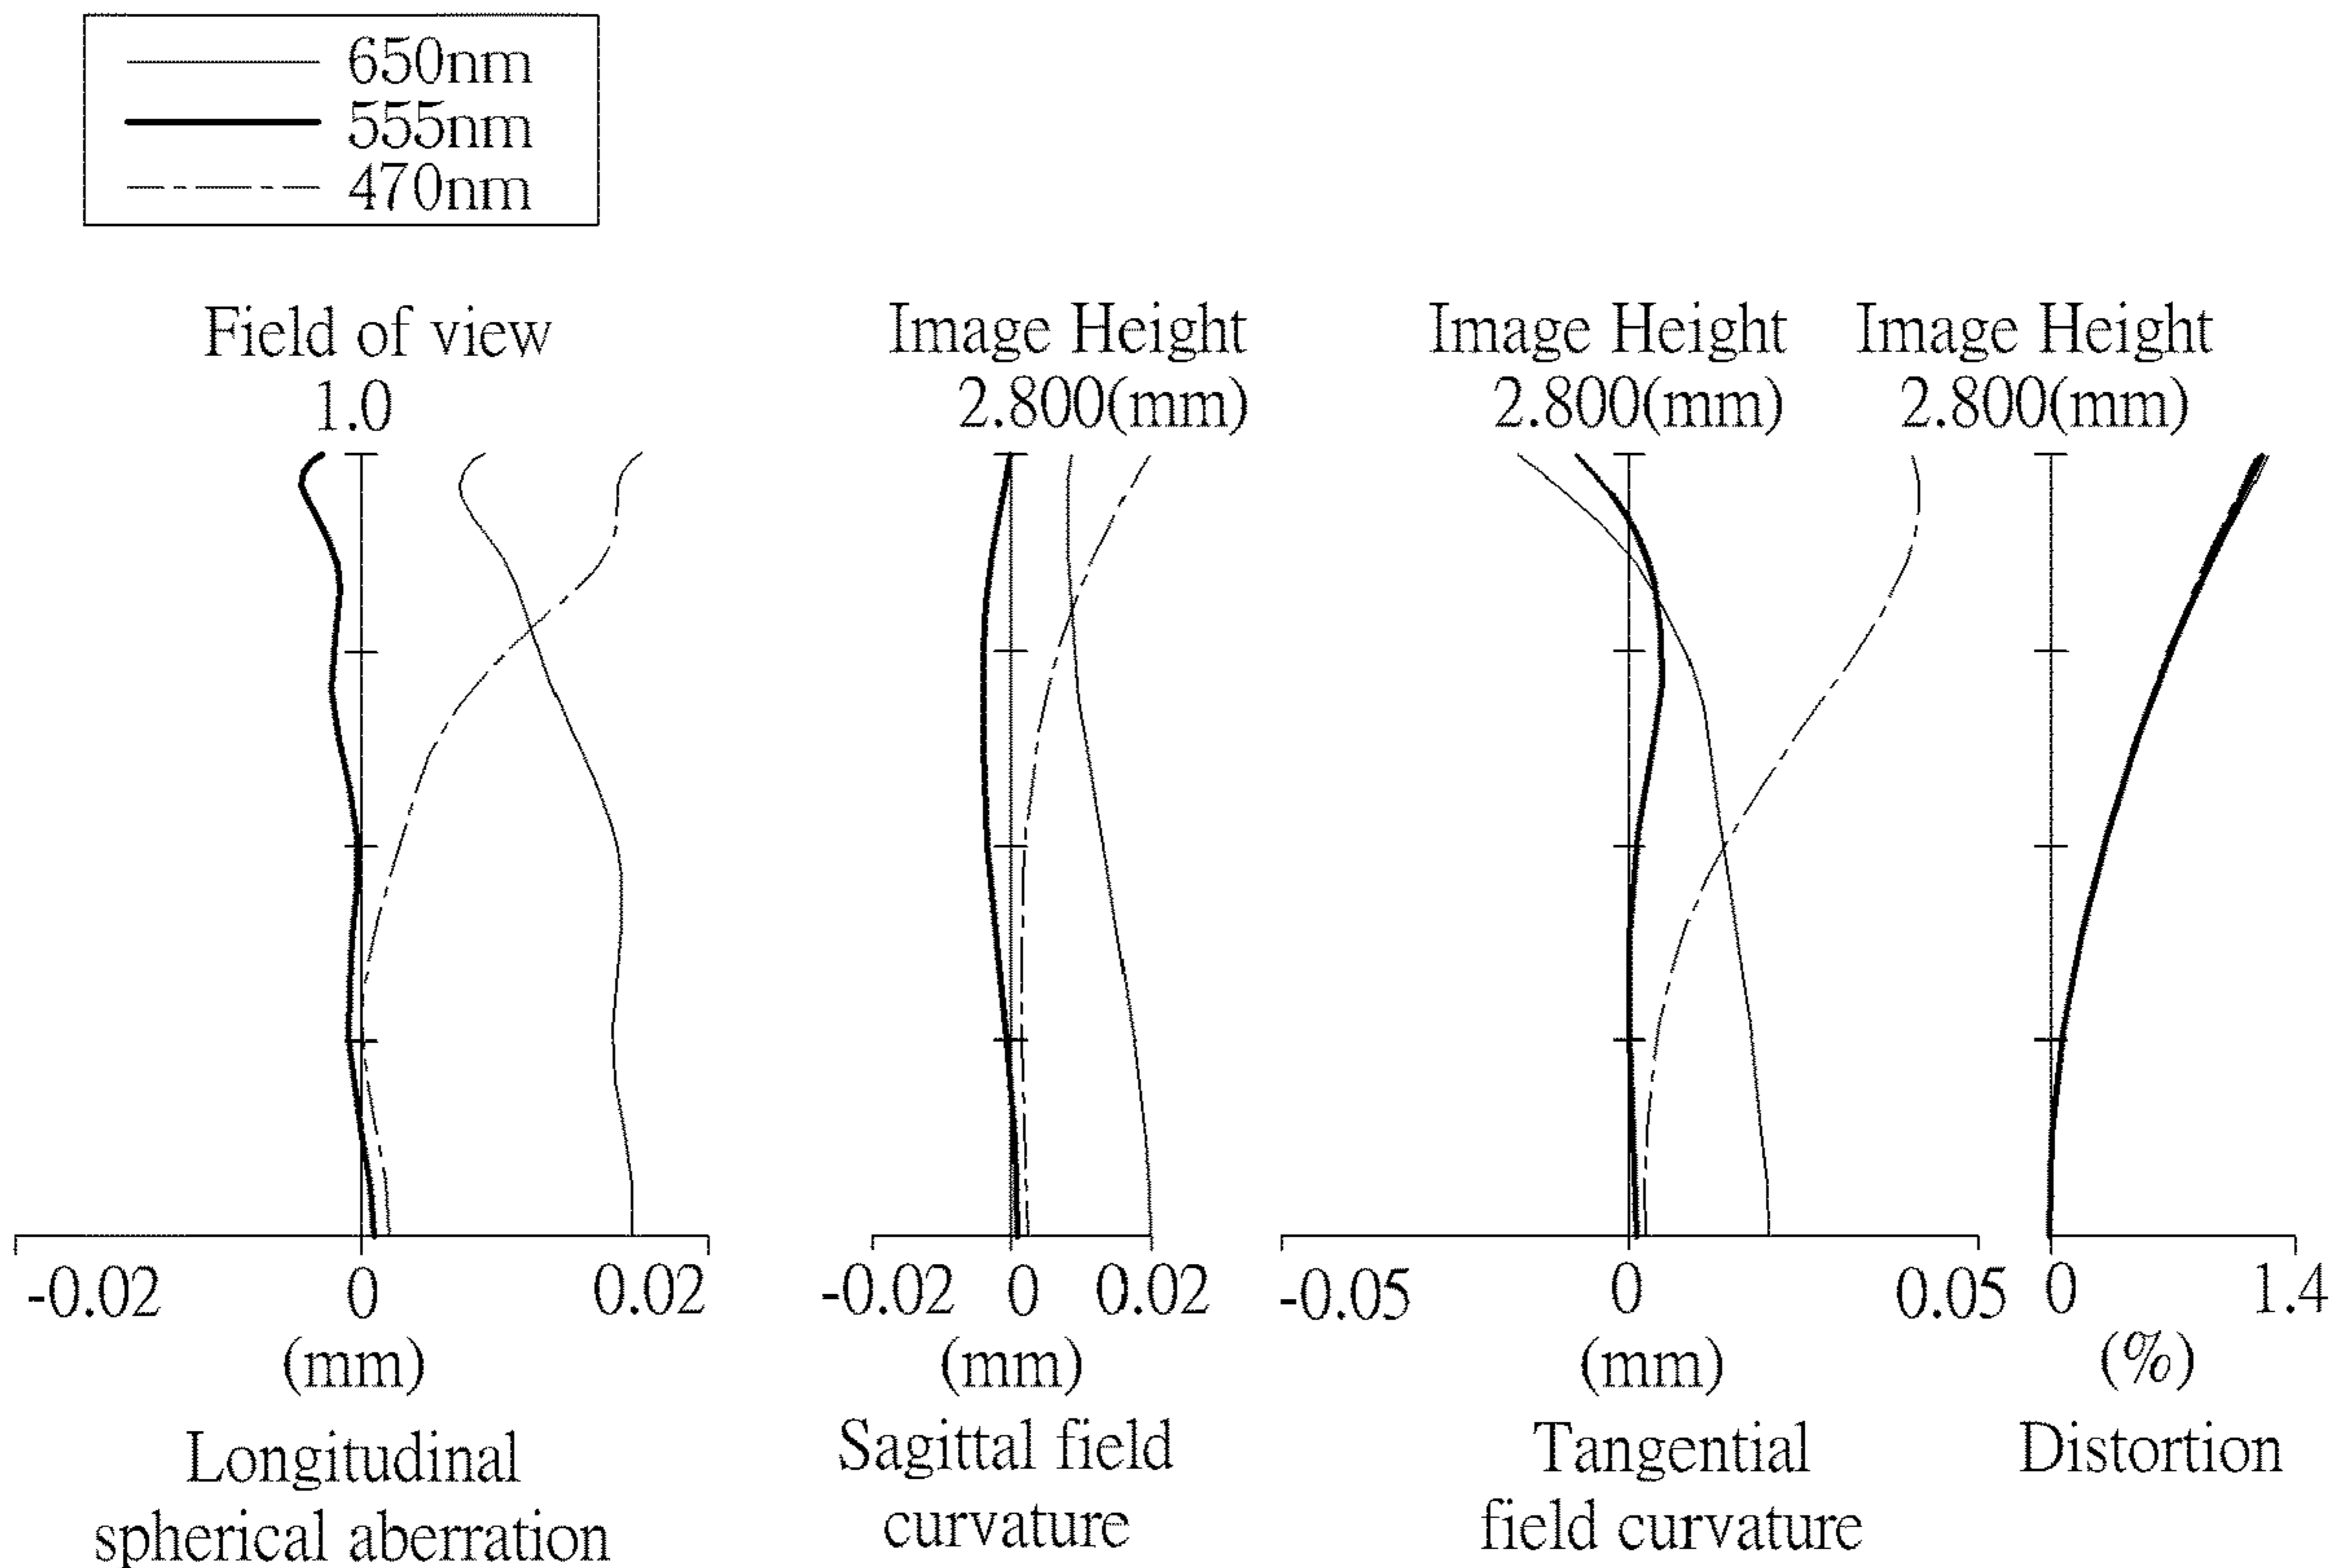 650nm
555nm
470nm
Field of view
1.0
Image Height
2.800(mm)
Image Height
2.800(mm)
Image Height
2.800(mm)
-0.02
0
0.02
(mm)
Longitudinal
spherical aberration
-0.02
0
0.02
(mm)
Sagittal field
curvature
-0.05
0
0.05
(mm)
Tangential
field curvature
0
1.4
(%)
Distortion